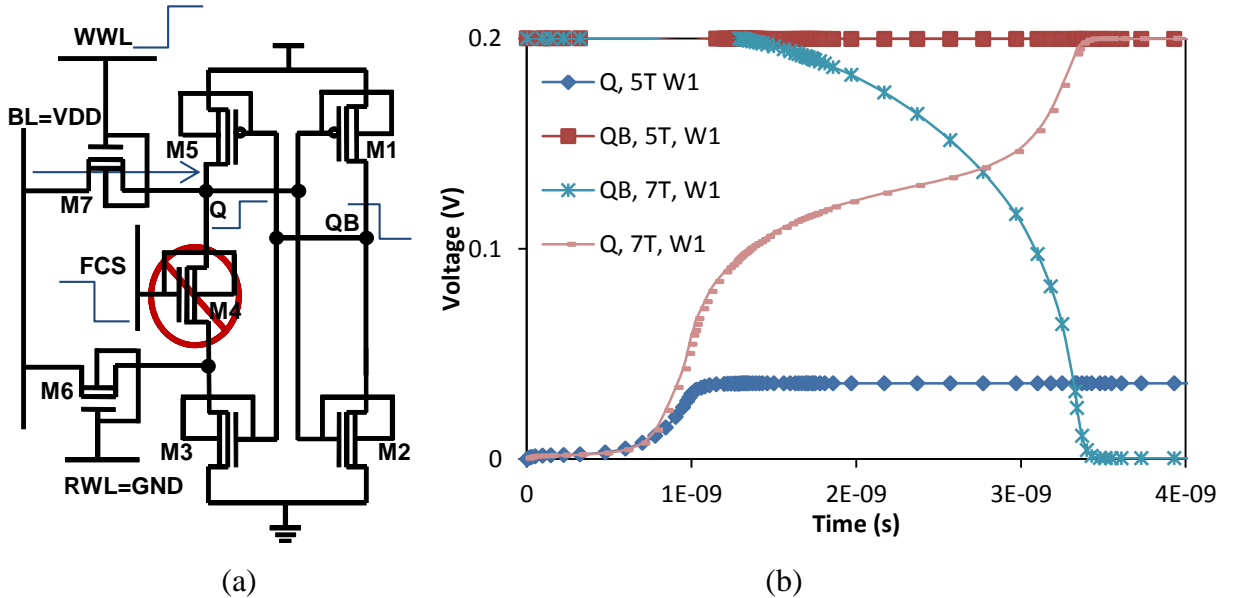 WWL
BL=VDD
M5
M1
M7
Q
QB
FCS
M4
M6
M3
M2
RWL=GND
(a)
Voltage (V)
0.2
0.1
0
Q, 5T W1
QB, 5T, W1
QB, 7T, W1
Q, 7T, W1
0
1E-09
2E-09
3E-09
4E-09
Time (s)
(b)